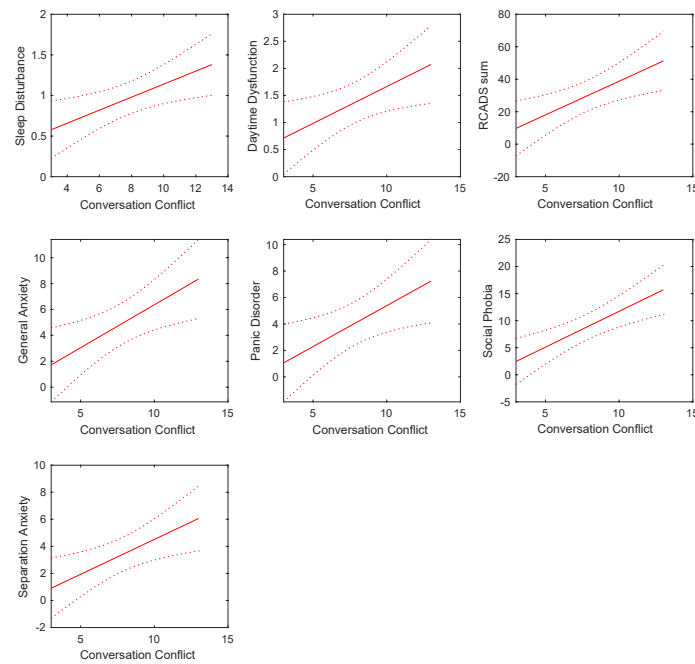 2
1.5
1
0.5
0
Sleep Disturbance
4 6 8 10 12 14
Conversation Conflict
3
2.5
2
1.5
1
0.5
0
Daytime Dysfunction
5 10 15
Conversation Conflict
80
60
40
20
0
-20
RCADS sum
5 10 15
Conversation Conflict
10
8
6
4
2
0
General Anxiety
5 10 15
Conversation Conflict
10
8
6
4
2
0
Panic Disorder
5 10 15
Conversation Conflict
25
20
15
10
5
0
-5
Social Phobia
5 10 15
Conversation Conflict
10
8
6
4
2
0
-2
Separation Anxiety
5 10 15
Conversation Conflict